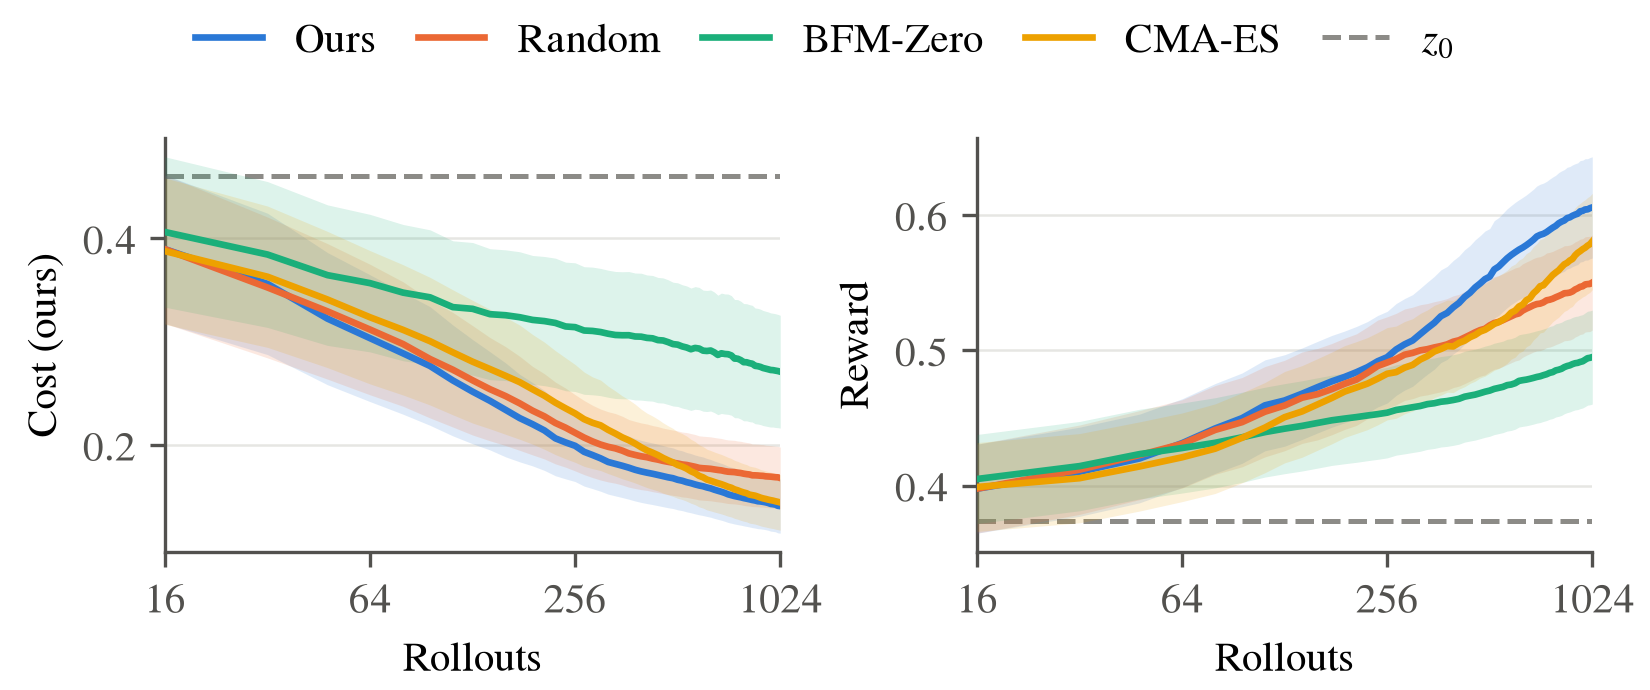 Ours Random BFM-Zero CMA-ES z₀
Cost (ours)
0.4
0.2
16 64 256 1024
Rollouts
Reward
0.6
0.5
0.4
16 64 256 1024
Rollouts